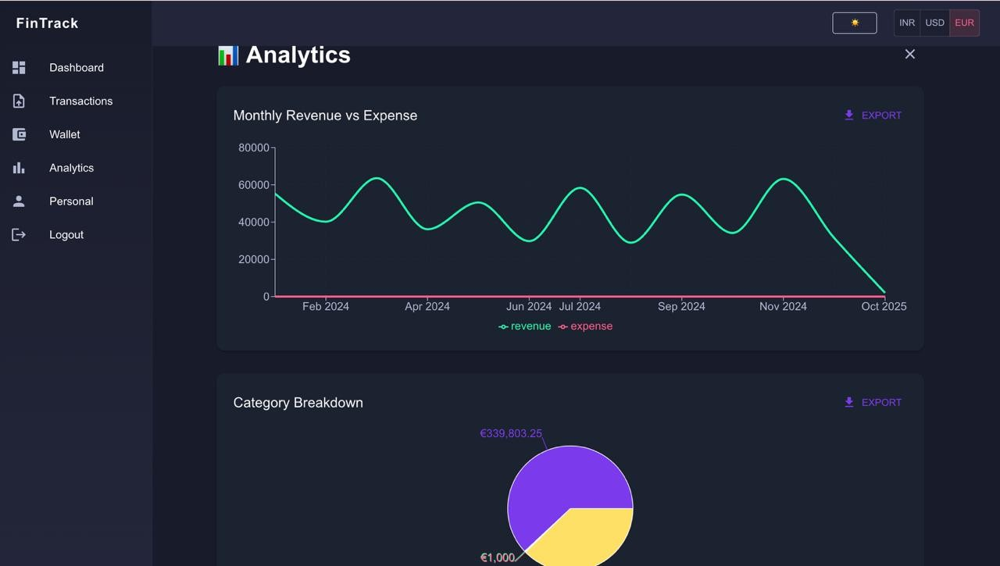 FinTrack
INR USD EUR
Dashboard
Transactions
Wallet
Analytics
Personal
Logout
Analytics
Monthly Revenue vs Expense
EXPORT
80000
60000
40000
20000
0
Feb 2024 Apr 2024 Jun 2024 Jul 2024 Sep 2024 Nov 2024 Oct 2025
revenue expense
Category Breakdown
EXPORT
€339,803.25
€1,000